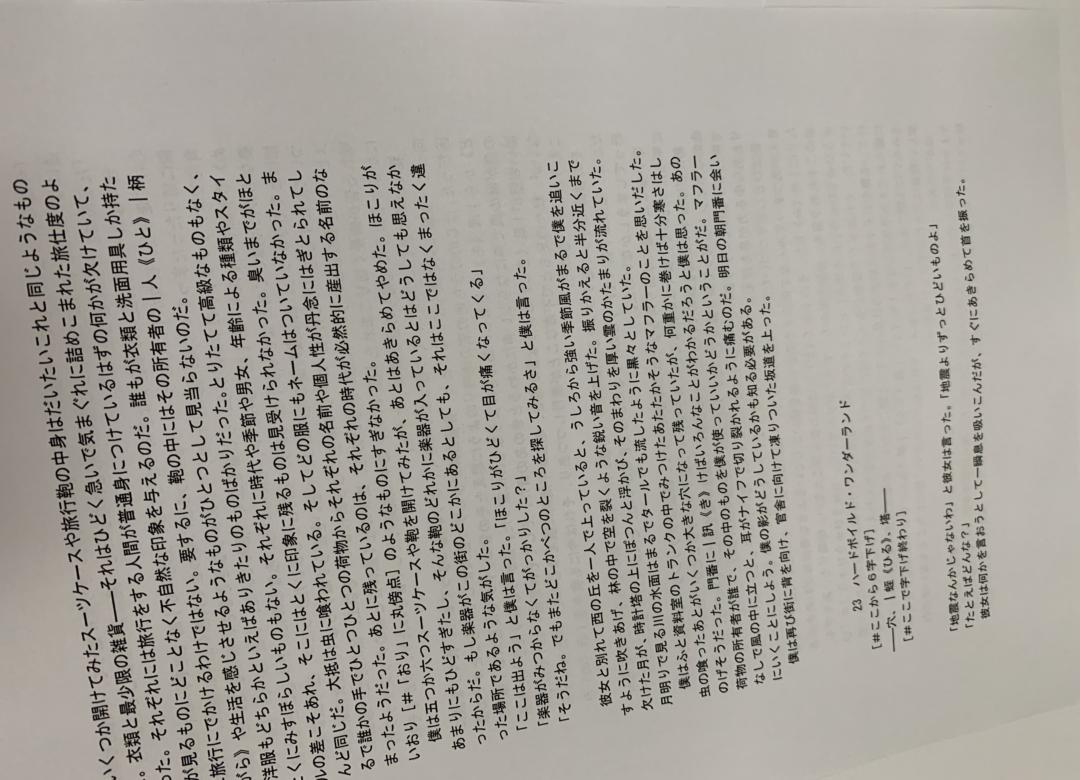 いくつか開けてみたスーツケースや旅行鞄の中身はだいたいこれと同じようなもの
。衣類と最少限の雑貨――それはひどく急いで気まぐれに詰めこまれた旅仕度のよ
った。それぞれには旅行をする人間が普通身につけているはずの何かが欠けていて、
が見るものにどことなく不自然な印象を与えるのだ。誰もが衣類と洗面用具しか持た
旅行にでかけるわけではない。要するに、鞄の中にはその所有者の|人《ひと》|柄
がら》や生活を感じさせるようなものがひとつとして見当らないのだ。
洋服もどちらかといえばありきたりのものばかりだった。とりたてて高級なものもなく、
くにみすぼらしいものもない。それぞれに時代や季節や男女、年齢による種類やスタイ
ルの差こそあれ、そこにはとくに印象に残るものは見受けられなかった。臭いまでがほと
んど同じだ。大抵は虫に喰われている。そしてどの服にもネームはついていなかった。ま
るで誰かの手でひとつひとつの荷物からそれぞれの名前や個人性が丹念にはぎとられてし
まったようだった。あとに残っているのは、それぞれの時代が必然的に産出する名前のな
いおり［＃「おり」に丸傍点］のようなものにすぎなかった。
僕は五つか六つスーツケースや鞄を開けてみたが、あとはあきらめてやめた。ほこりが
あまりにもひどすぎたし、そんな鞄のどれかに楽器が入っているとはどうしても思えなか
ったからだ。もし楽器がこの街のどこかにあるとしても、それはここではなくまったく違
った場所であるような気がした。
「ここは出よう」と僕は言った。「ほこりがひどくて目が痛くなってくる」
「楽器がみつからなくてがっかりした?」
「そうだね。でもまたどこかべつのところを探してみるさ」と僕は言った。
彼女と別れて西の丘を一人で上っていると、うしろから強い季節風がまるで僕を追いこ
すように吹きあげ、林の中で空を裂くような鋭い音を上げた。振りかえると半分近くまで
欠けた月が、時計塔の上にぽつんと浮かび、そのまわりを厚い雲のかたまりが流れていた。
月明りで見る川の水面はまるでタールでも流したように黒々としていた。
僕はふと資料室のトランクの中でみつけたあたたかそうなマフラーのことを思いだした。
虫の喰ったあとがいくつか大きな穴になって残っていたが、何重かに巻けば十分寒さはし
のげそうだった。門番に|訊《き》けばいろんなことがわかるだろうと僕は思った。あの
荷物の所有者が誰で、その中のものを僕が使っていいかどうかということがだ。マフラー
なしで風の中に立つと、耳がナイフで切り裂かれるように痛むのだ。明日の朝門番に会い
にいくことにしよう。僕の影がどうしているかも知る必要がある。
僕は再び街に背を向け、官舎に向けて凍りついた坂道を上った。
23　ハードボイルド・ワンダーランド
［＃ここから６字下げ］
――穴、|蛭《ひる》、塔――
［＃ここで字下げ終わり］
「地震なんかじゃないわ」と彼女は言った。「地震よりずっとひどいものよ」
「たとえばどんな?」
彼女は何かを言おうとして一瞬息を吸いこんだが、すぐにあきらめて首を振った。